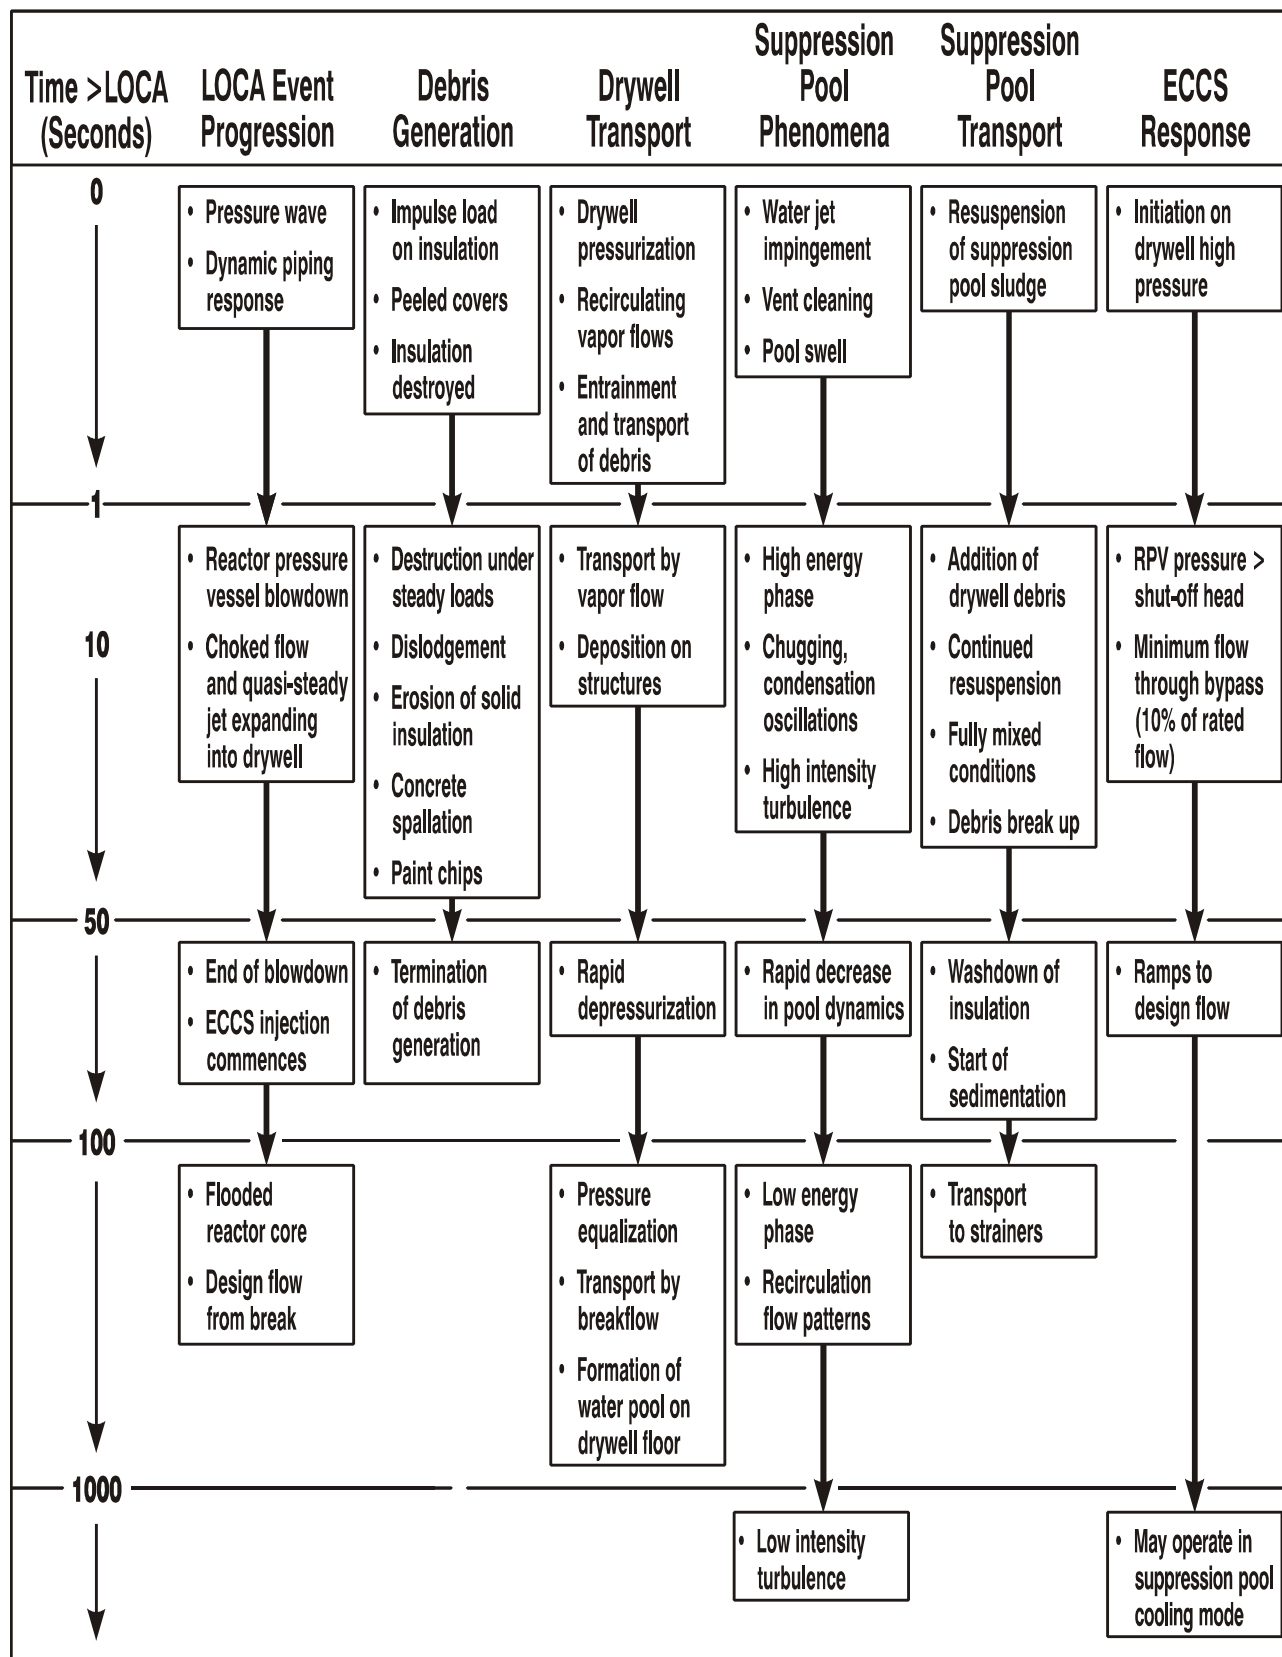 Time >LOCA
(Seconds)
LOCA Event
Progression
Debris
Generation
Drywell
Transport
Suppression
Pool
Phenomena
Suppression
Pool
Transport
ECCS
Response
0
• Pressure wave
• Dynamic piping
response
• Impulse load
on insulation
• Peeled covers
• Insulation
destroyed
• Drywell
pressurization
• Recirculating
vapor flows
• Entrainment
and transport
of debris
• Water jet
impingement
• Vent cleaning
• Pool swell
• Resuspension
of suppression
pool sludge
• Initiation on
drywell high
pressure
1
10
• Reactor pressure
vessel blowdown
• Choked flow
and quasi-steady
jet expanding
into drywell
• Destruction under
steady loads
• Dislodgement
• Erosion of solid
insulation
• Concrete
spallation
• Paint chips
• Transport by
vapor flow
• Deposition on
structures
• High energy
phase
• Chugging,
condensation
oscillations
• High intensity
turbulence
• Addition of
drywell debris
• Continued
resuspension
• Fully mixed
conditions
• Debris break up
• RPV pressure >
shut-off head
• Minimum flow
through bypass
(10% of rated
flow)
50
• End of blowdown
• ECCS injection
commences
• Termination
of debris
generation
• Rapid
depressurization
• Rapid decrease
in pool dynamics
• Washdown of
insulation
• Start of
sedimentation
• Ramps to
design flow
100
• Flooded
reactor core
• Design flow
from break
• Pressure
equalization
• Transport by
breakflow
• Formation of
water pool on
drywell floor
• Low energy
phase
• Recirculation
flow patterns
• Transport
to strainers
1000
• Low intensity
turbulence
• May operate in
suppression pool
cooling mode